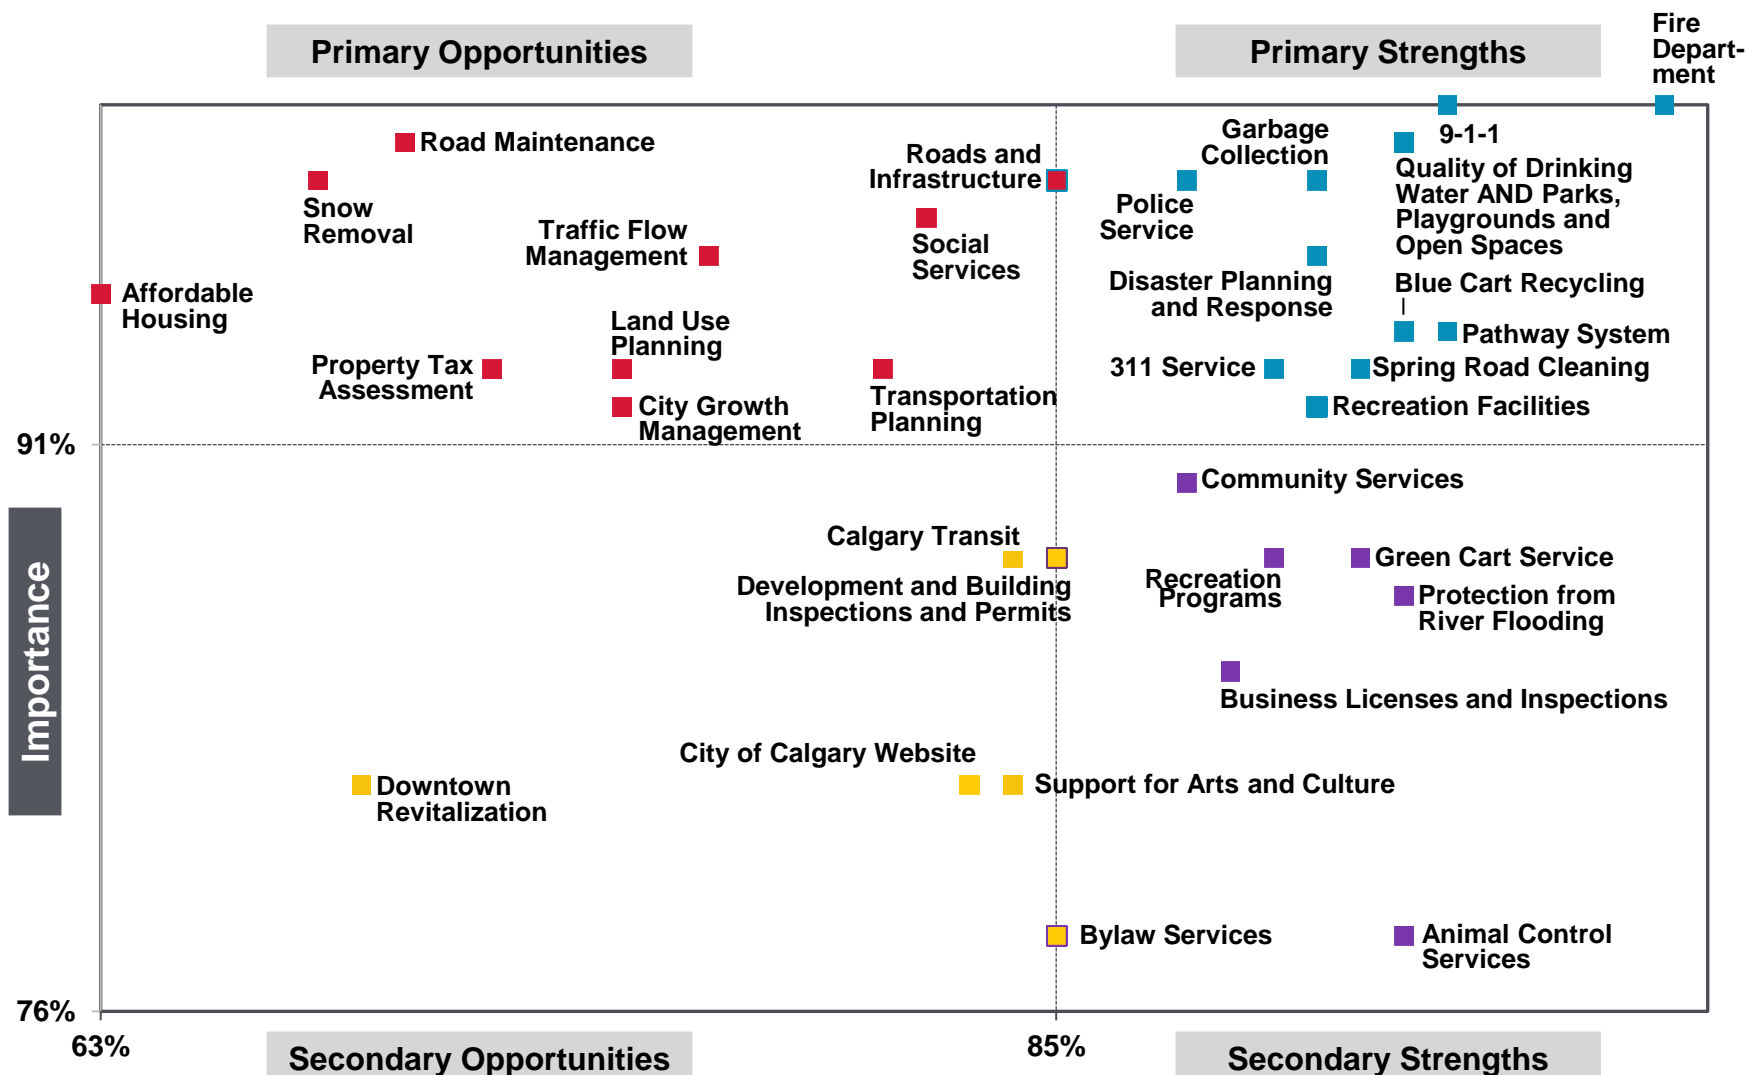 Primary Opportunities
Primary Strengths
Fire
Depart-
ment
Road Maintenance
Snow
Removal
Traffic Flow
Management
Affordable
Housing
Land Use
Planning
Property Tax
Assessment
City Growth
Management
Roads and
Infrastructure
Social
Services
Transportation
Planning
Garbage
Collection
Police
Service
9-1-1
Quality of Drinking
Water AND Parks,
Playgrounds and
Open Spaces
Disaster Planning
and Response
Blue Cart Recycling
Pathway System
311 Service
Spring Road Cleaning
Recreation Facilities
91%
Importance
Community Services
Calgary Transit
Development and Building
Inspections and Permits
Recreation
Programs
Green Cart Service
Protection from
River Flooding
Business Licenses and Inspections
City of Calgary Website
Downtown
Revitalization
Support for Arts and Culture
Bylaw Services
Animal Control
Services
76%
63%
85%
Secondary Opportunities
Secondary Strengths